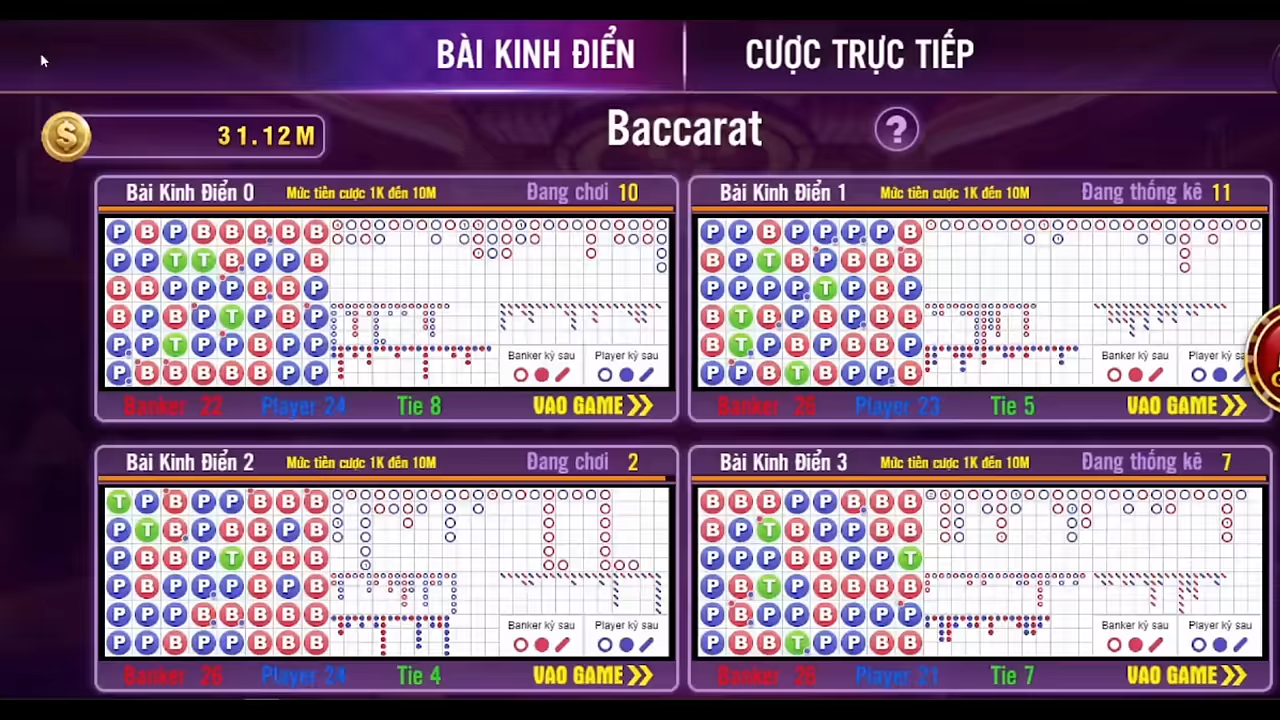 BÀI KINH ĐIỂN
CƯỢC TRỰC TIẾP
$ 31.12M
Baccarat ?
Bài Kinh Điển 0 Mức tiền cược 1K đến 10M Đang chơi 10
P B P B B B B B
P P T T B P P B
B B P P P B B P
B P B P T P B P
P T P P B P P
P B B B B B P P
Banker kỳ sau Player kỳ sau
Banker 22 Player 24 Tie 8 VAO GAME
Bài Kinh Điển 1 Mức tiền cược 1K đến 10M Đang thống kê 11
P P B P P P P B
B P T B P B B B
P P P P T P B P
B T B P B P B B
B T P P B P B B
P P B T B P P B
Banker kỳ sau Player kỳ sau
Banker 26 Player 23 Tie 5 VAO GAME
Bài Kinh Điển 2 Mức tiền cược 1K đến 10M Đang chơi 2
T P B P P B B B
P T B P B B P B
B B P P T B B B
P B P P P B P B
P P P B B B B B
P P B P P B B B
Banker kỳ sau Player kỳ sau
Banker 26 Player 24 Tie 4 VAO GAME
Bài Kinh Điển 3 Mức tiền cược 1K đến 10M Đang thống kê 7
B B B P P B B B
B P T B P B B B
P P P B B P P T
P B T P B B B B
P B P P B P P P
P B B T P P B B
Banker kỳ sau Player kỳ sau
Banker 26 Player 21 Tie 7 VAO GAME